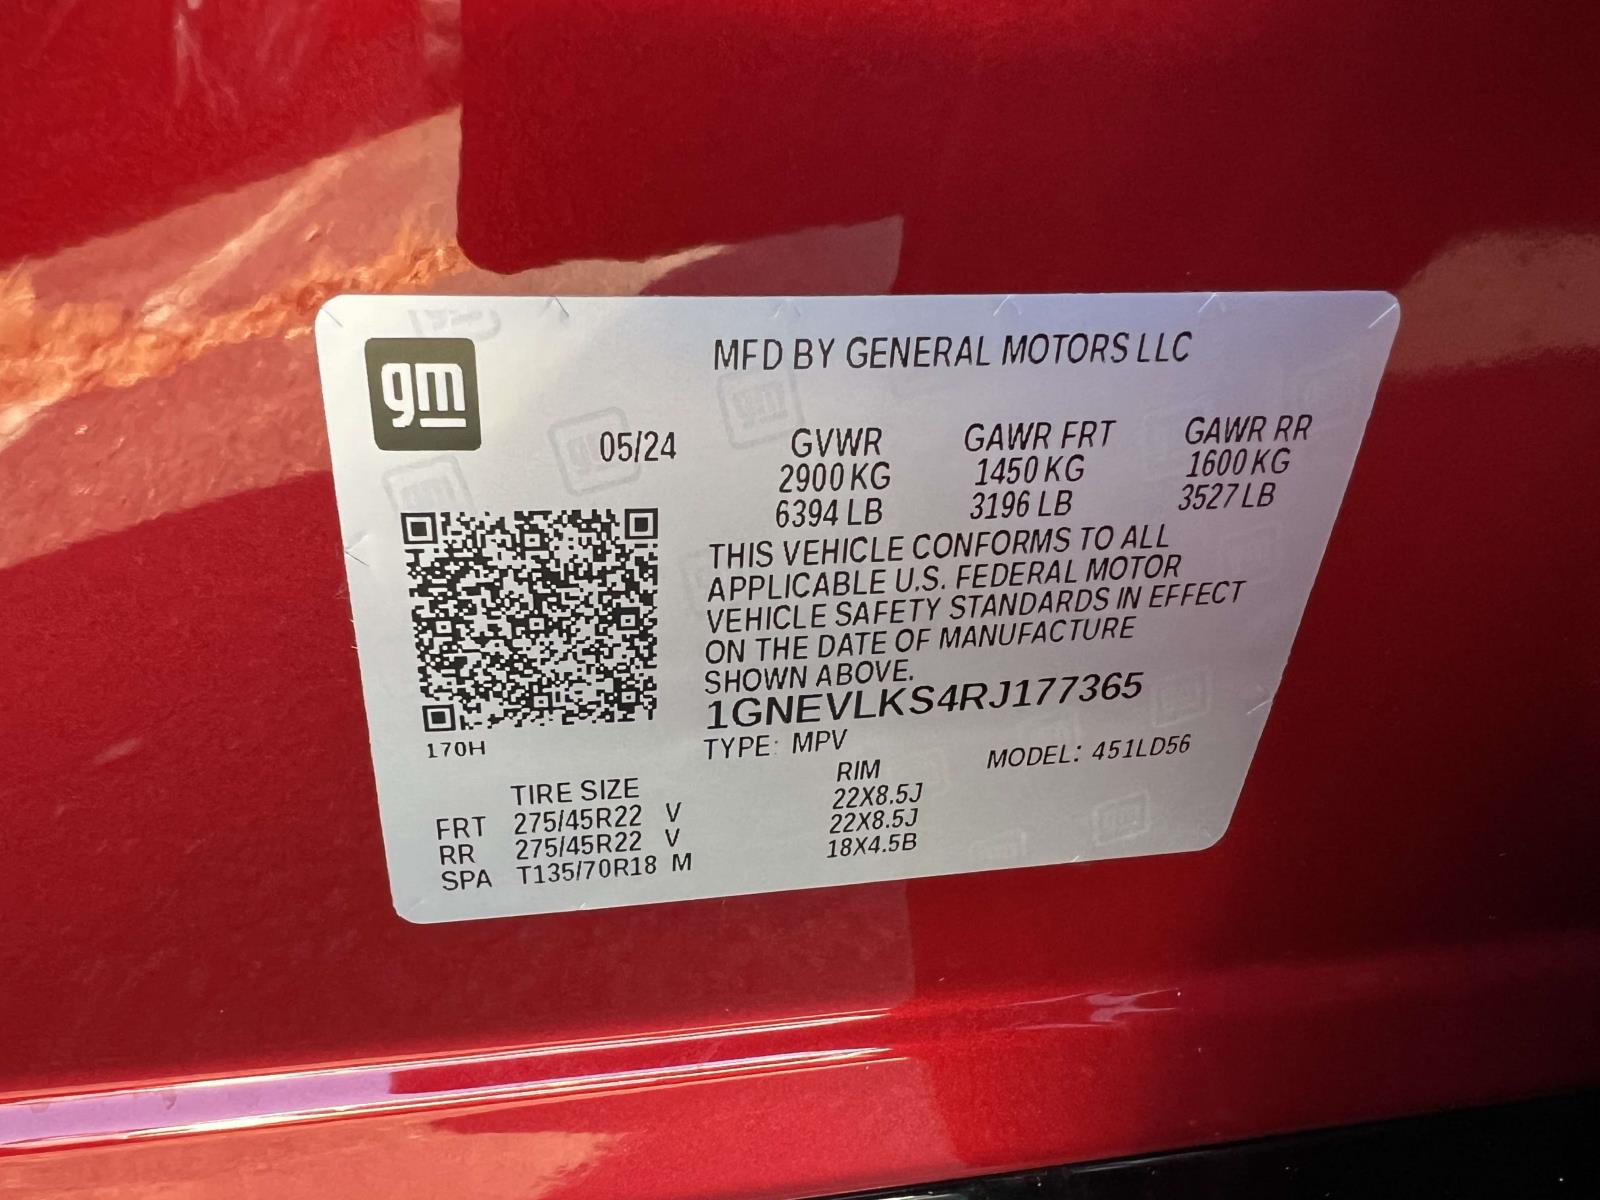 gm
MFD BY GENERAL MOTORS LLC
05/24 GVWR GAWR FRT GAWR RR
2900 KG 1450 KG 1600 KG
6394 LB 3196 LB 3527 LB
THIS VEHICLE CONFORMS TO ALL
APPLICABLE U.S. FEDERAL MOTOR
VEHICLE SAFETY STANDARDS IN EFFECT
ON THE DATE OF MANUFACTURE
SHOWN ABOVE.
1GNEVLKS4RJ177365
170H
TYPE: MPV MODEL: 451LD56
TIRE SIZE RIM
FRT 275/45R22 V 22X8.5J
RR 275/45R22 V 22X8.5J
SPA T135/70R18 M 18X4.5B